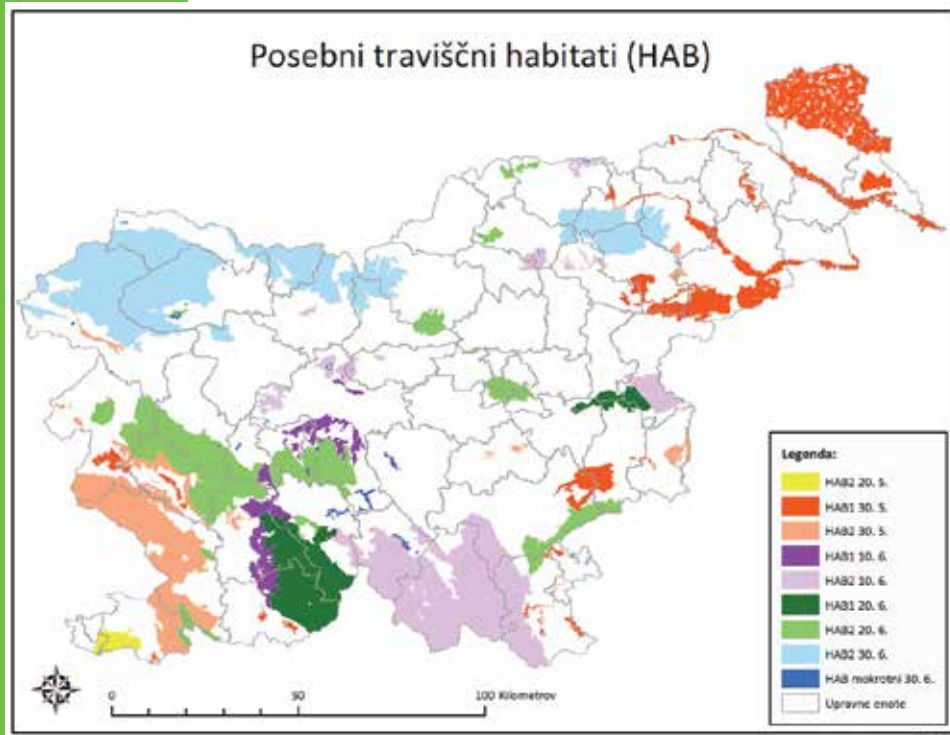 Posebni traviščni habitati (HAB)
Legenda:
HAB2 20. 5.
HAB1 30. 5.
HAB2 30. 5.
HAB1 10. 6.
HAB2 10. 6.
HAB1 20. 6.
HAB2 20. 6.
HAB2 30. 6.
HAB mokrotni 30. 6.
Upravne enote
0 50 100 Kilometrov